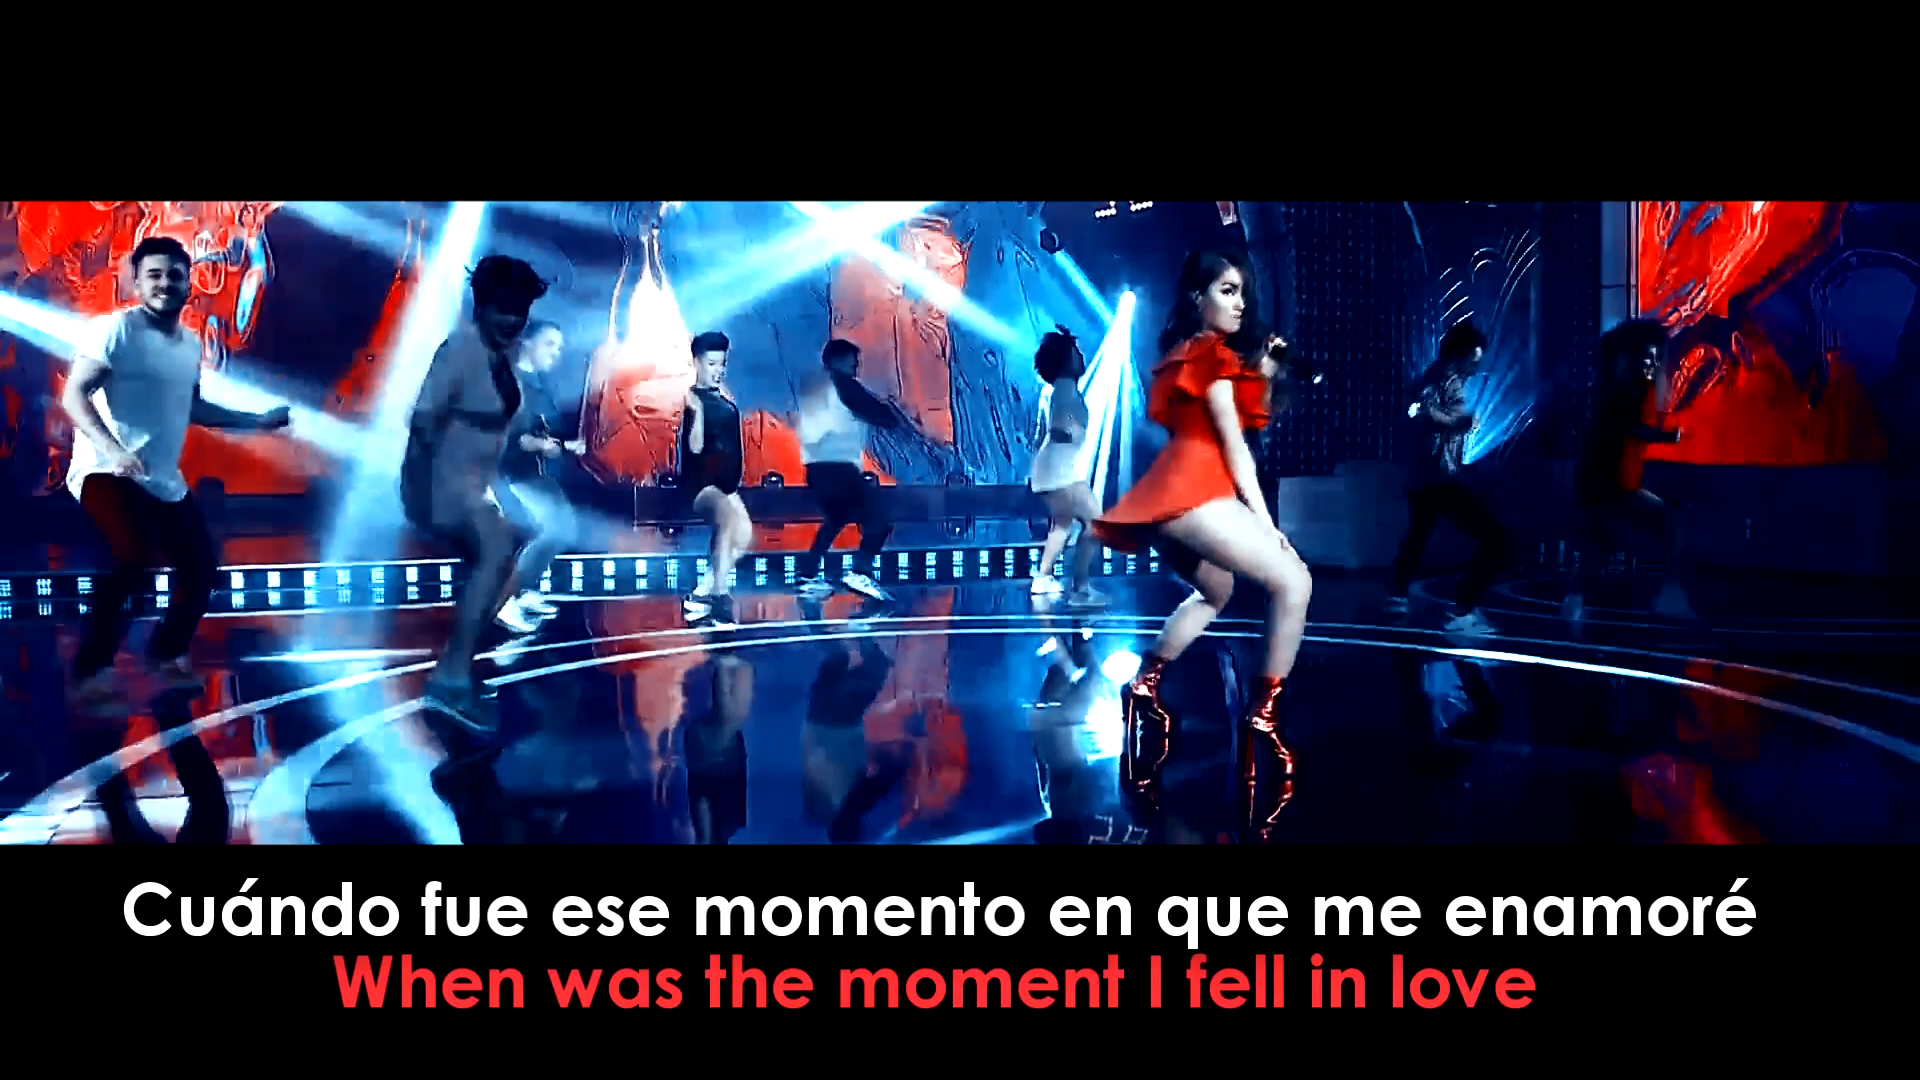 Cuándo fue ese momento en que me enamoré
When was the moment I fell in love